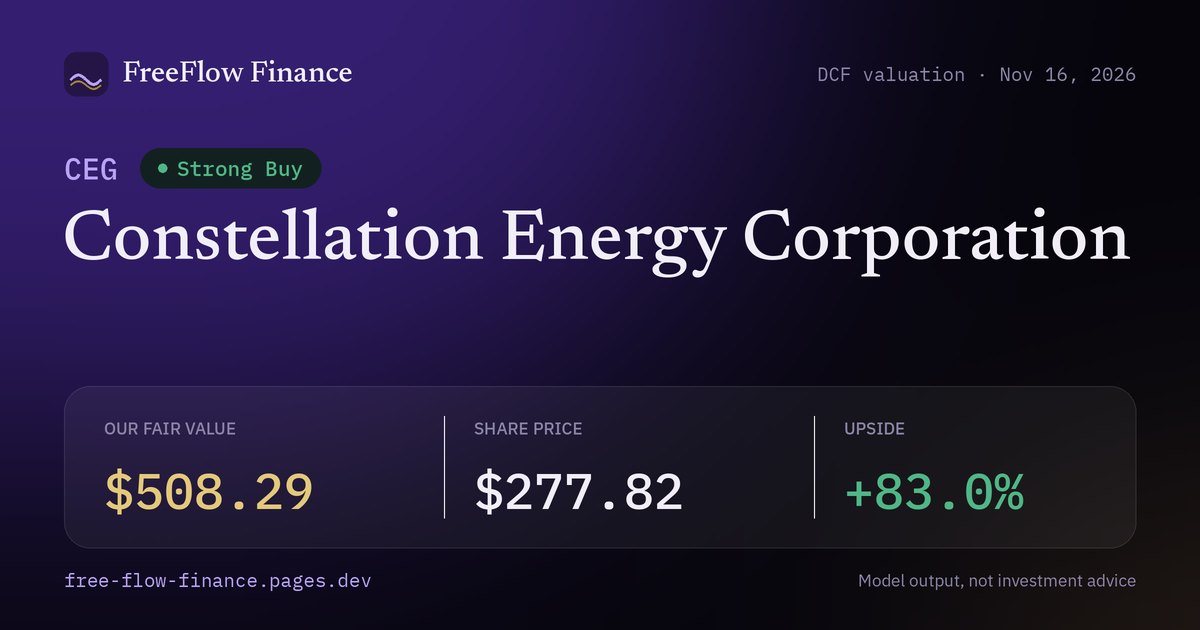 FreeFlow Finance
DCF valuation · Nov 16, 2026
CEG
Strong Buy
Constellation Energy Corporation
OUR FAIR VALUE
$508.29
SHARE PRICE
$277.82
UPSIDE
+83.0%
free-flow-finance.pages.dev
Model output, not investment advice